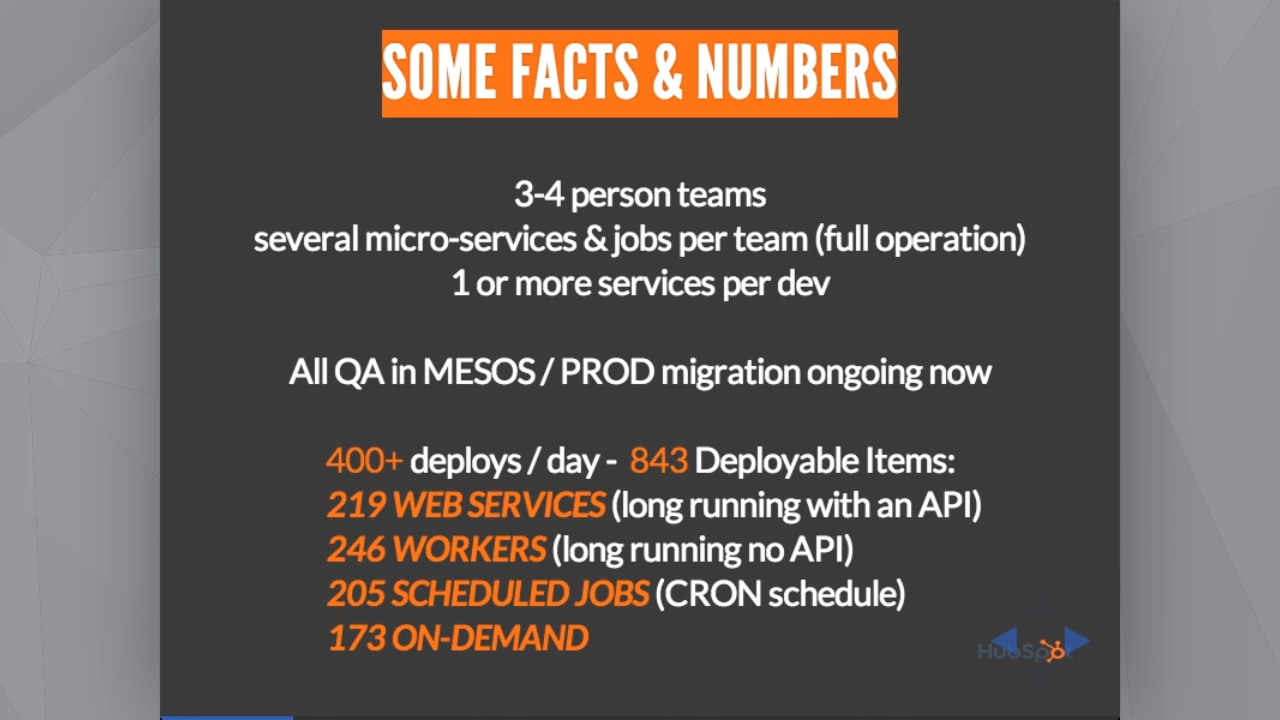 SOME FACTS & NUMBERS
3-4 person teams
several micro-services & jobs per team (full operation)
1 or more services per dev
All QA in MESOS / PROD migration ongoing now
400+ deploys / day - 843 Deployable Items:
219 WEB SERVICES (long running with an API)
246 WORKERS (long running no API)
205 SCHEDULED JOBS (CRON schedule)
173 ON-DEMAND
HubSpot